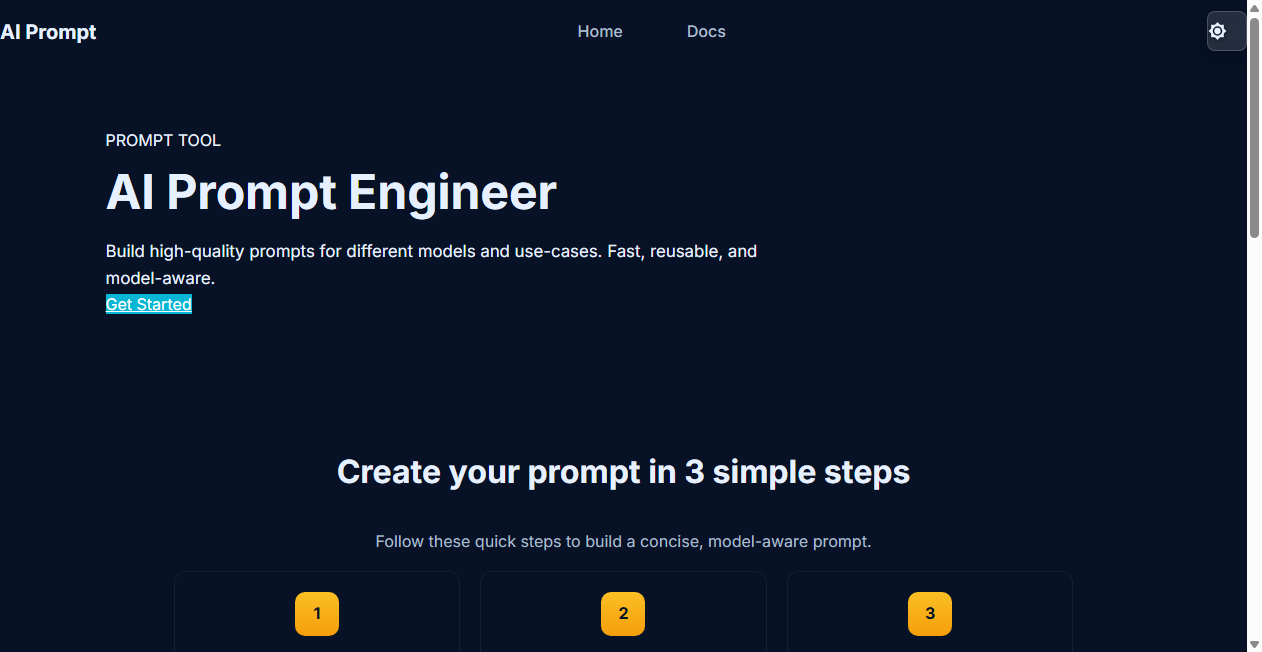 AI Prompt
Home
Docs
PROMPT TOOL
AI Prompt Engineer
Build high-quality prompts for different models and use-cases. Fast, reusable, and
model-aware.
Get Started
Create your prompt in 3 simple steps
Follow these quick steps to build a concise, model-aware prompt.
1
2
3